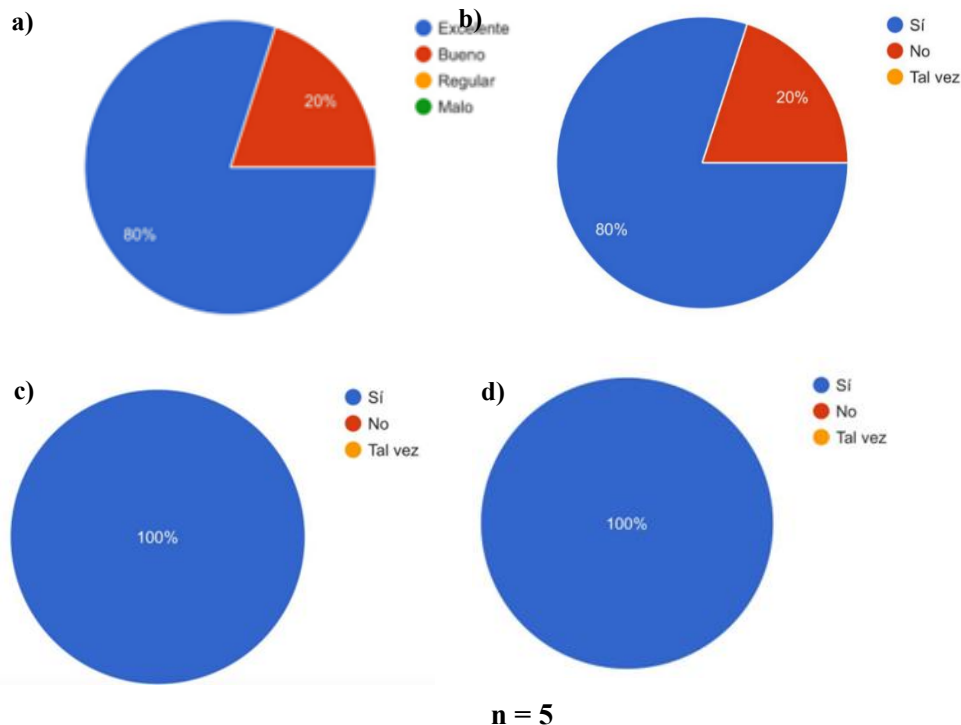 a)
Excelente
Bueno
Regular
Malo
20%
80%
b)
Sí
No
Tal vez
20%
80%
c)
Sí
No
Tal vez
100%
d)
Sí
No
Tal vez
100%
n = 5